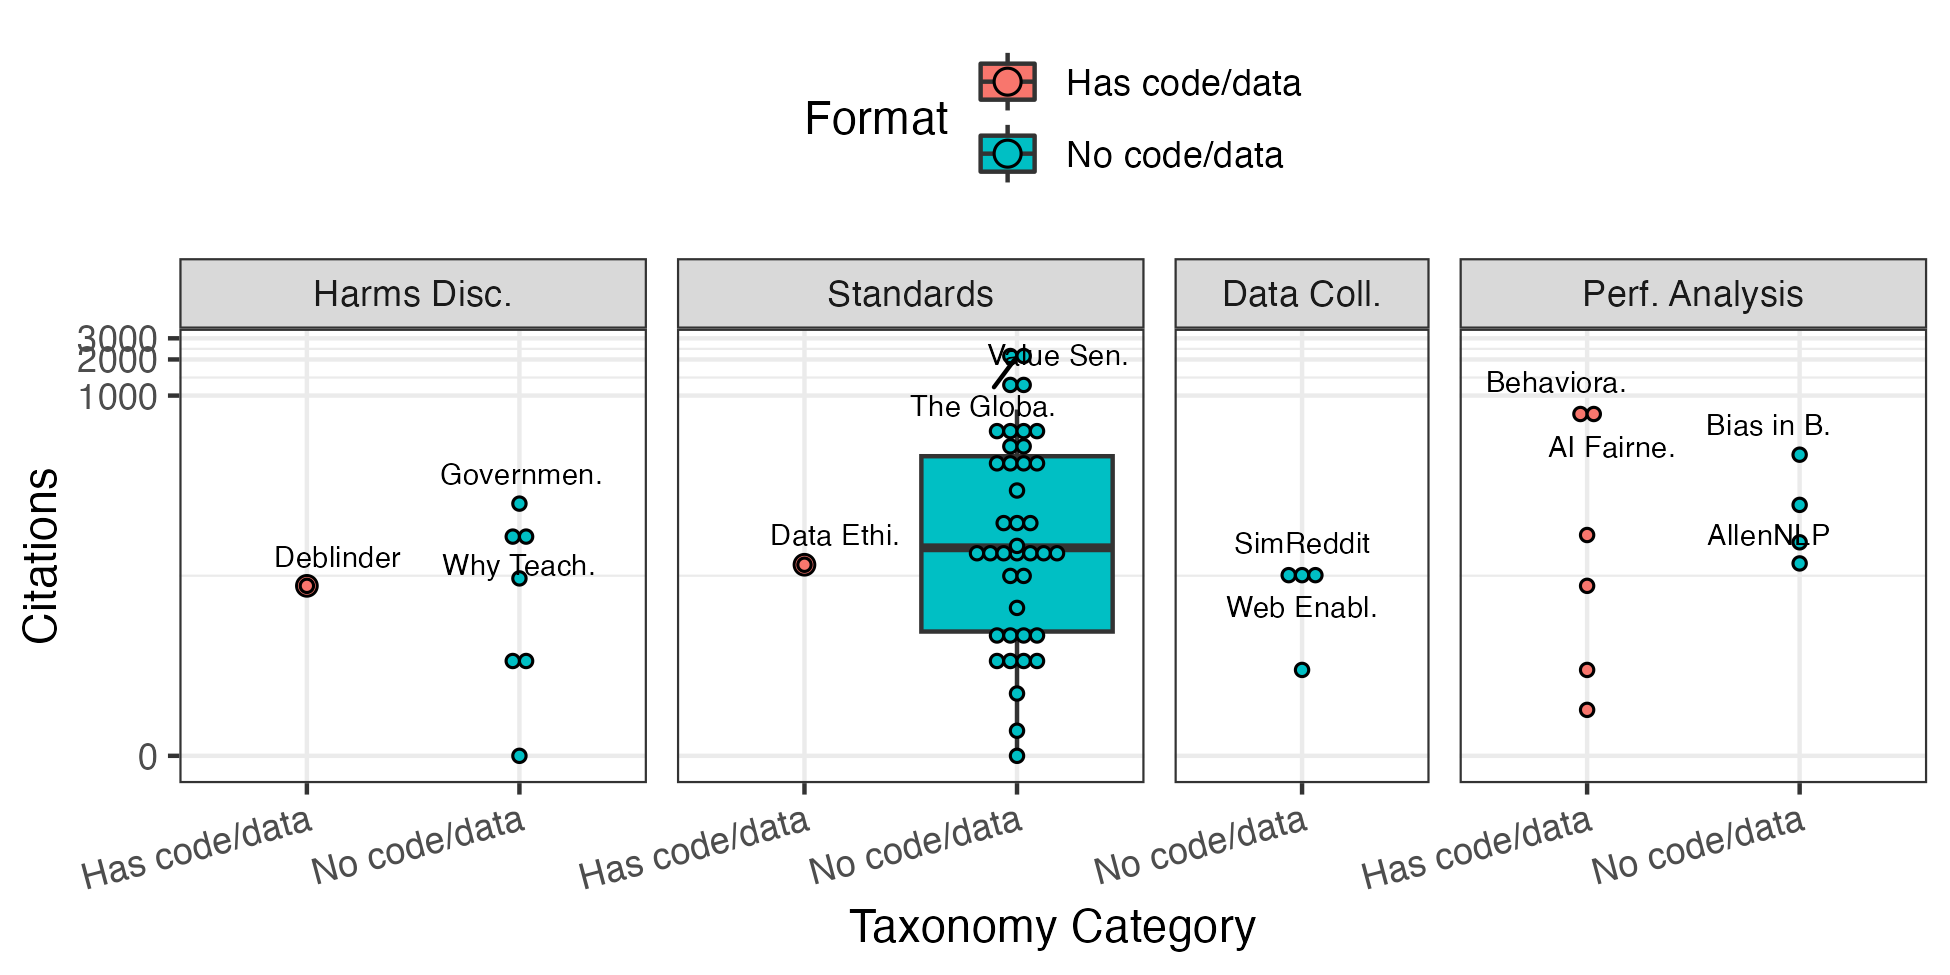 Format
Has code/data
No code/data
Harms Disc.
Standards
Data Coll.
Perf. Analysis
Citations
3000
2000
1000
0
Value Sen.
The Globa.
Behaviora.
Bias in B.
AI Fairne.
Governmen.
Data Ethi.
AllenNLP
SimReddit
Deblinder
Why Teach.
Web Enabl.
Has code/data
No code/data
Has code/data
No code/data
No code/data
Has code/data
No code/data
Taxonomy Category